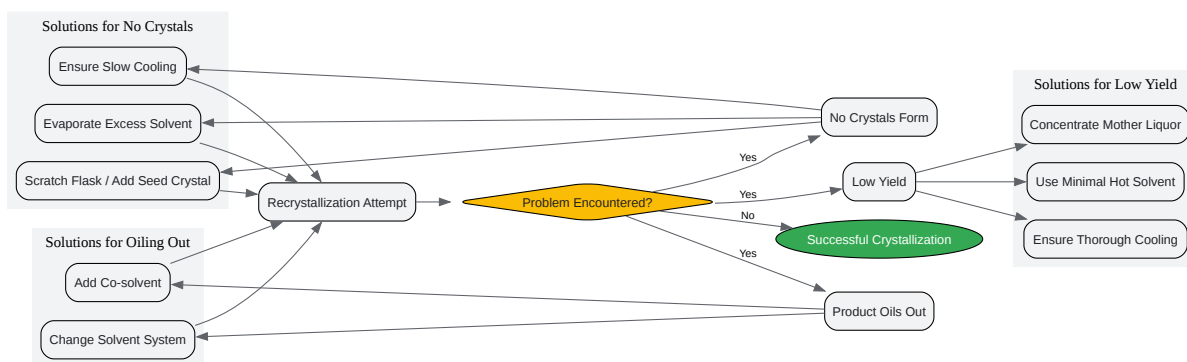 Solutions for No Crystals
Ensure Slow Cooling
Evaporate Excess Solvent
Scratch Flask / Add Seed Crystal
Solutions for Oiling Out
Add Co-solvent
Change Solvent System
Recrystallization Attempt
Problem Encountered?
Yes
Yes
No
Yes
No Crystals Form
Low Yield
Successful Crystallization
Product Oils Out
Solutions for Low Yield
Concentrate Mother Liquor
Use Minimal Hot Solvent
Ensure Thorough Cooling